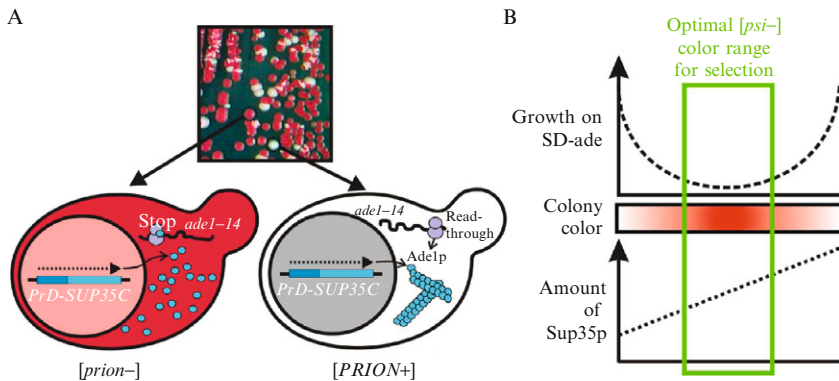 A
Stop
ade1–14
PrD-SUP35C
[prion–]
ade1–14
Read-
through
Ade1p
PrD-SUP35C
[PRION+]
B
Optimal [psi–]
color range
for selection
Growth on
SD-ade
Colony
color
Amount
of
Sup35p